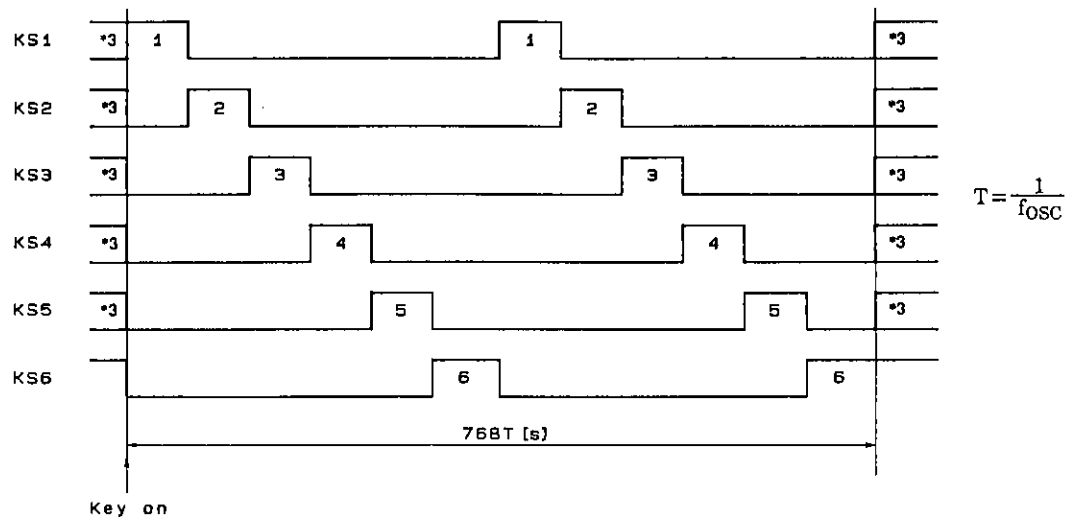 KS1 *3 1 1 *3
KS2 *3 2 2 *3
KS3 *3 3 3 *3
T=1/fOSC
KS4 *3 4 4 *3
KS5 *3 5 5 *3
KS6 6 6
768T [s]
Key on